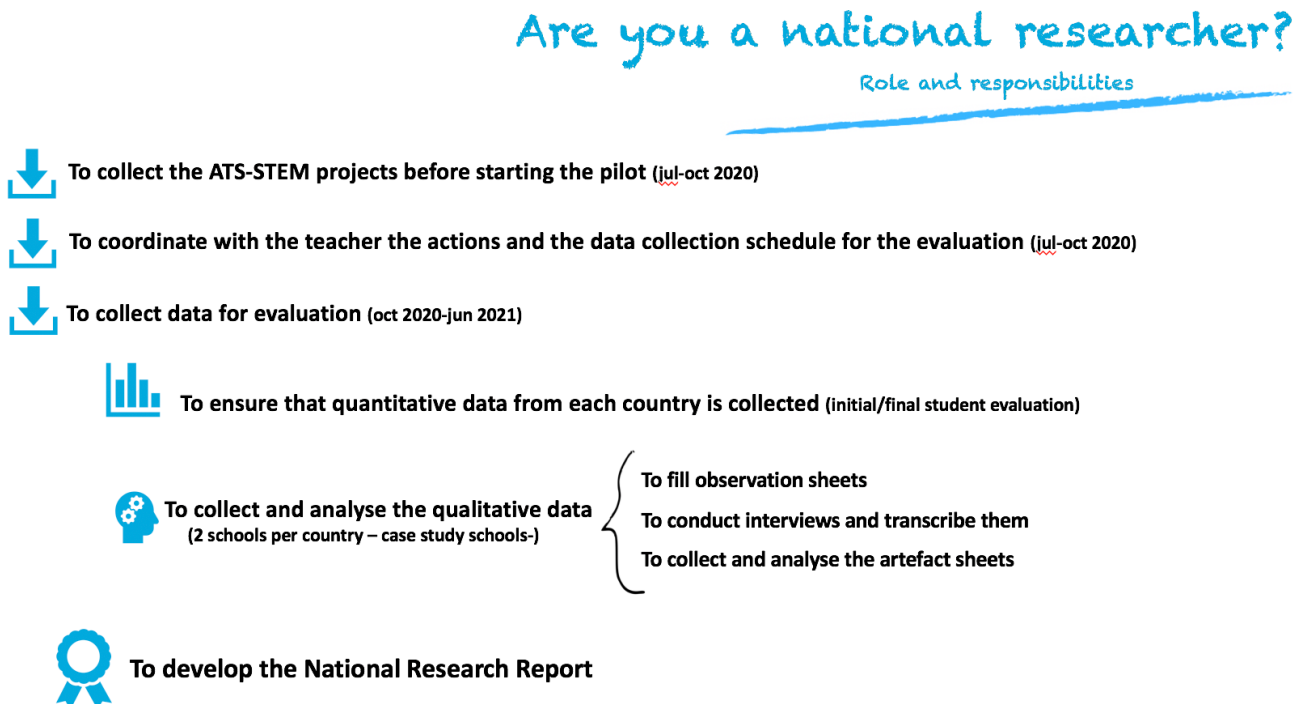 Are you a national researcher?
Role and responsibilities
To collect the ATS-STEM projects before starting the pilot (jul-oct 2020)
To coordinate with the teacher the actions and the data collection schedule for the evaluation (jul-oct 2020)
To collect data for evaluation (oct 2020-jun 2021)
To ensure that quantitative data from each country is collected (initial/final student evaluation)
To collect and analyse the qualitative data
(2 schools per country – case study schools-)
To fill observation sheets
To conduct interviews and transcribe them
To collect and analyse the artefact sheets
To develop the National Research Report